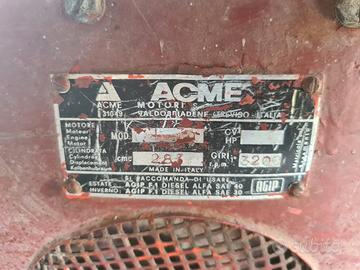 ACME
ACME MOTORI S
31049 VALDOBBIADENE (TREVISO) ITALIA
MOTORE
Moteur
Engine
Motor
MOD.
CV
HP
CILINDRATA
Cylindrée
Displacement
Kolbenhubraum
cmc 283
GIRI 320
r.p.m.
MADE IN ITALY
SI RACCOMANDA DI USARE
ESTATE AGIP F.1 DIESEL ALFA SAE 40
INVERNO AGIP F.1 DIESEL ALFA SAE 30
AGIP
subito